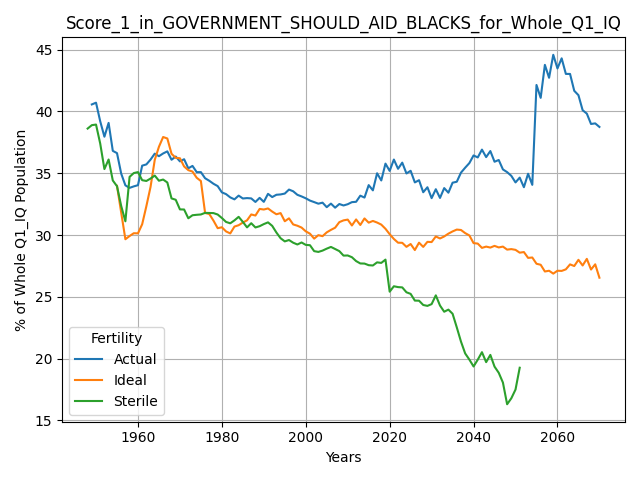 Score_1_in_GOVERNMENT_SHOULD_AID_BLACKS_for_Whole_Q1_IQ
% of Whole Q1_IQ Population
45
40
35
30
25
20
15
Fertility
Actual
Ideal
Sterile
1960 1980 2000 2020 2040 2060
Years